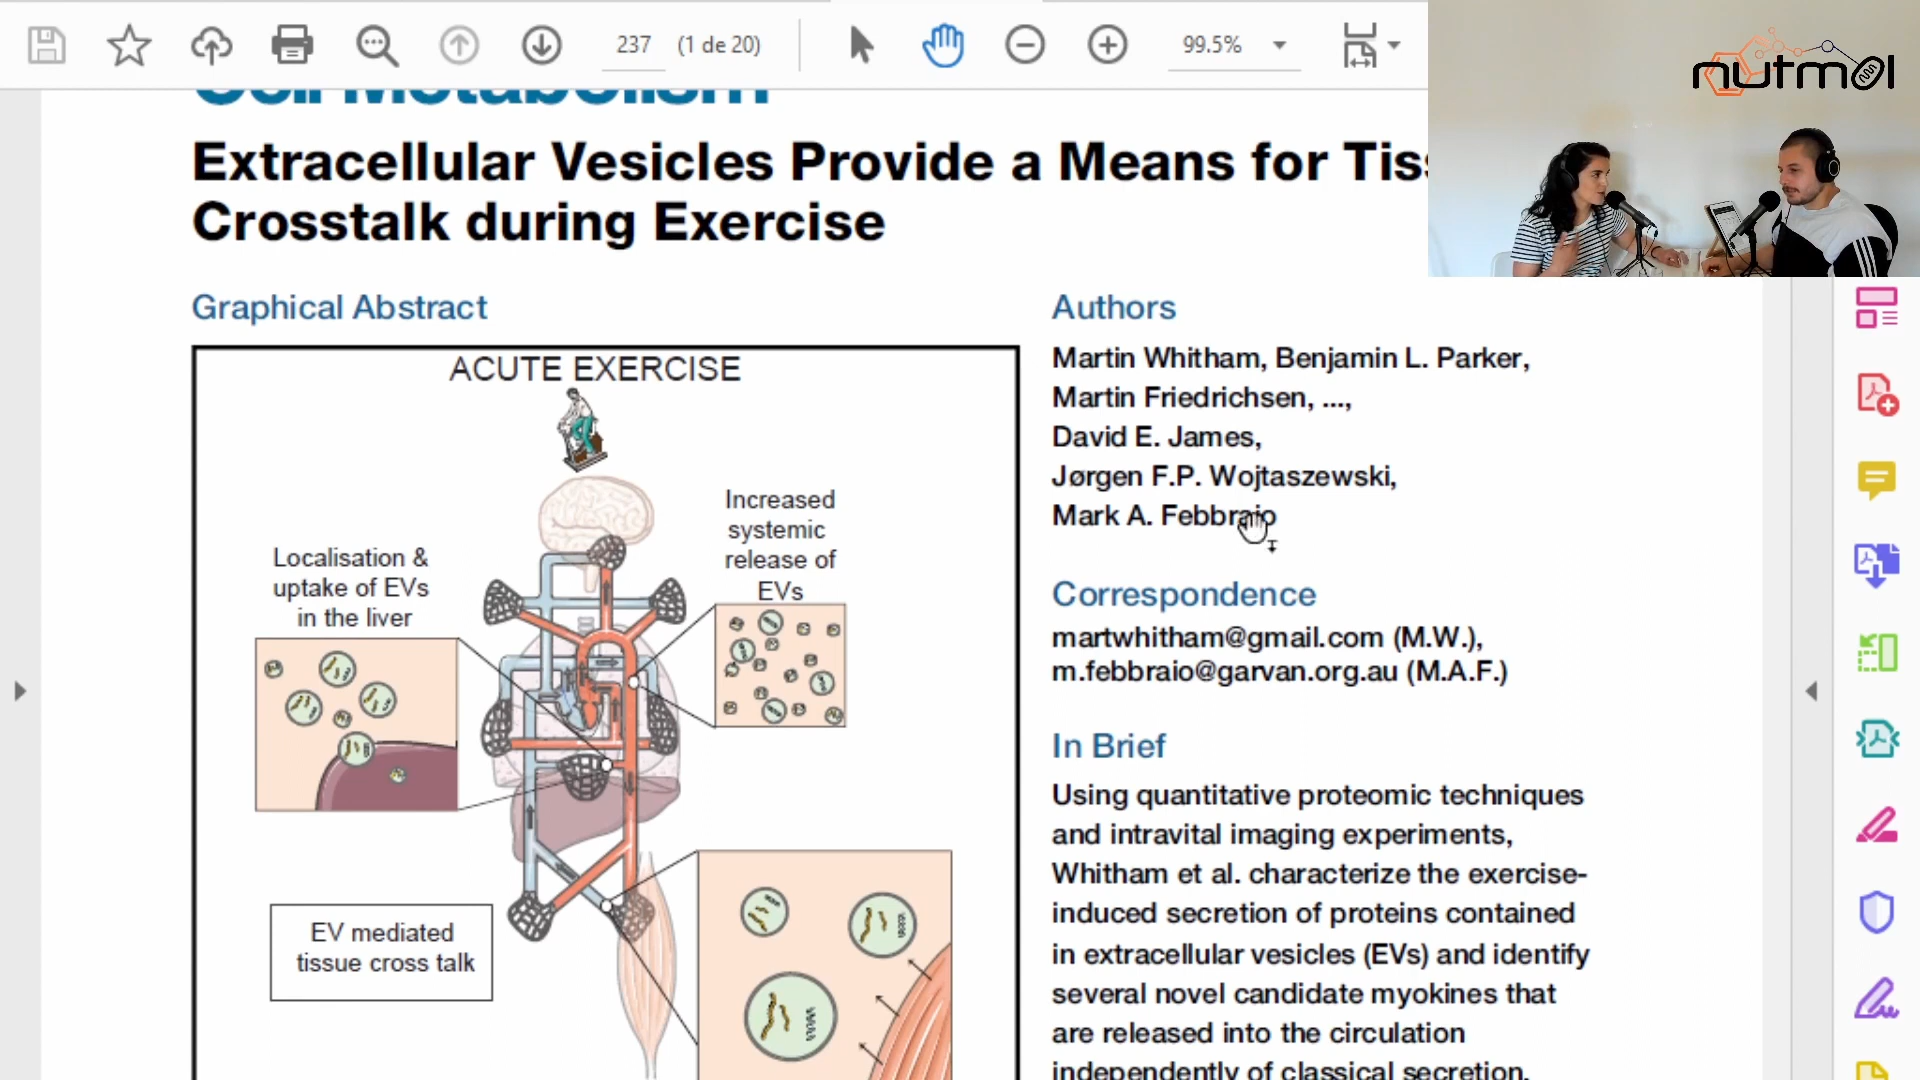 237 (1 de 20) 99.5%
nutmol
Cell Metabolism
Extracellular Vesicles Provide a Means for Tis
Crosstalk during Exercise
Graphical Abstract
ACUTE EXERCISE
Localisation &
uptake of EVs
in the liver
Increased
systemic
release of
EVs
EV mediated
tissue cross talk
Authors
Martin Whitham, Benjamin L. Parker,
Martin Friedrichsen, ...,
David E. James,
Jørgen F.P. Wojtaszewski,
Mark A. Febbraio
Correspondence
martwhitham@gmail.com (M.W.),
m.febbraio@garvan.org.au (M.A.F.)
In Brief
Using quantitative proteomic techniques
and intravital imaging experiments,
Whitham et al. characterize the exercise-
induced secretion of proteins contained
in extracellular vesicles (EVs) and identify
several novel candidate myokines that
are released into the circulation
independently of classical secretion.